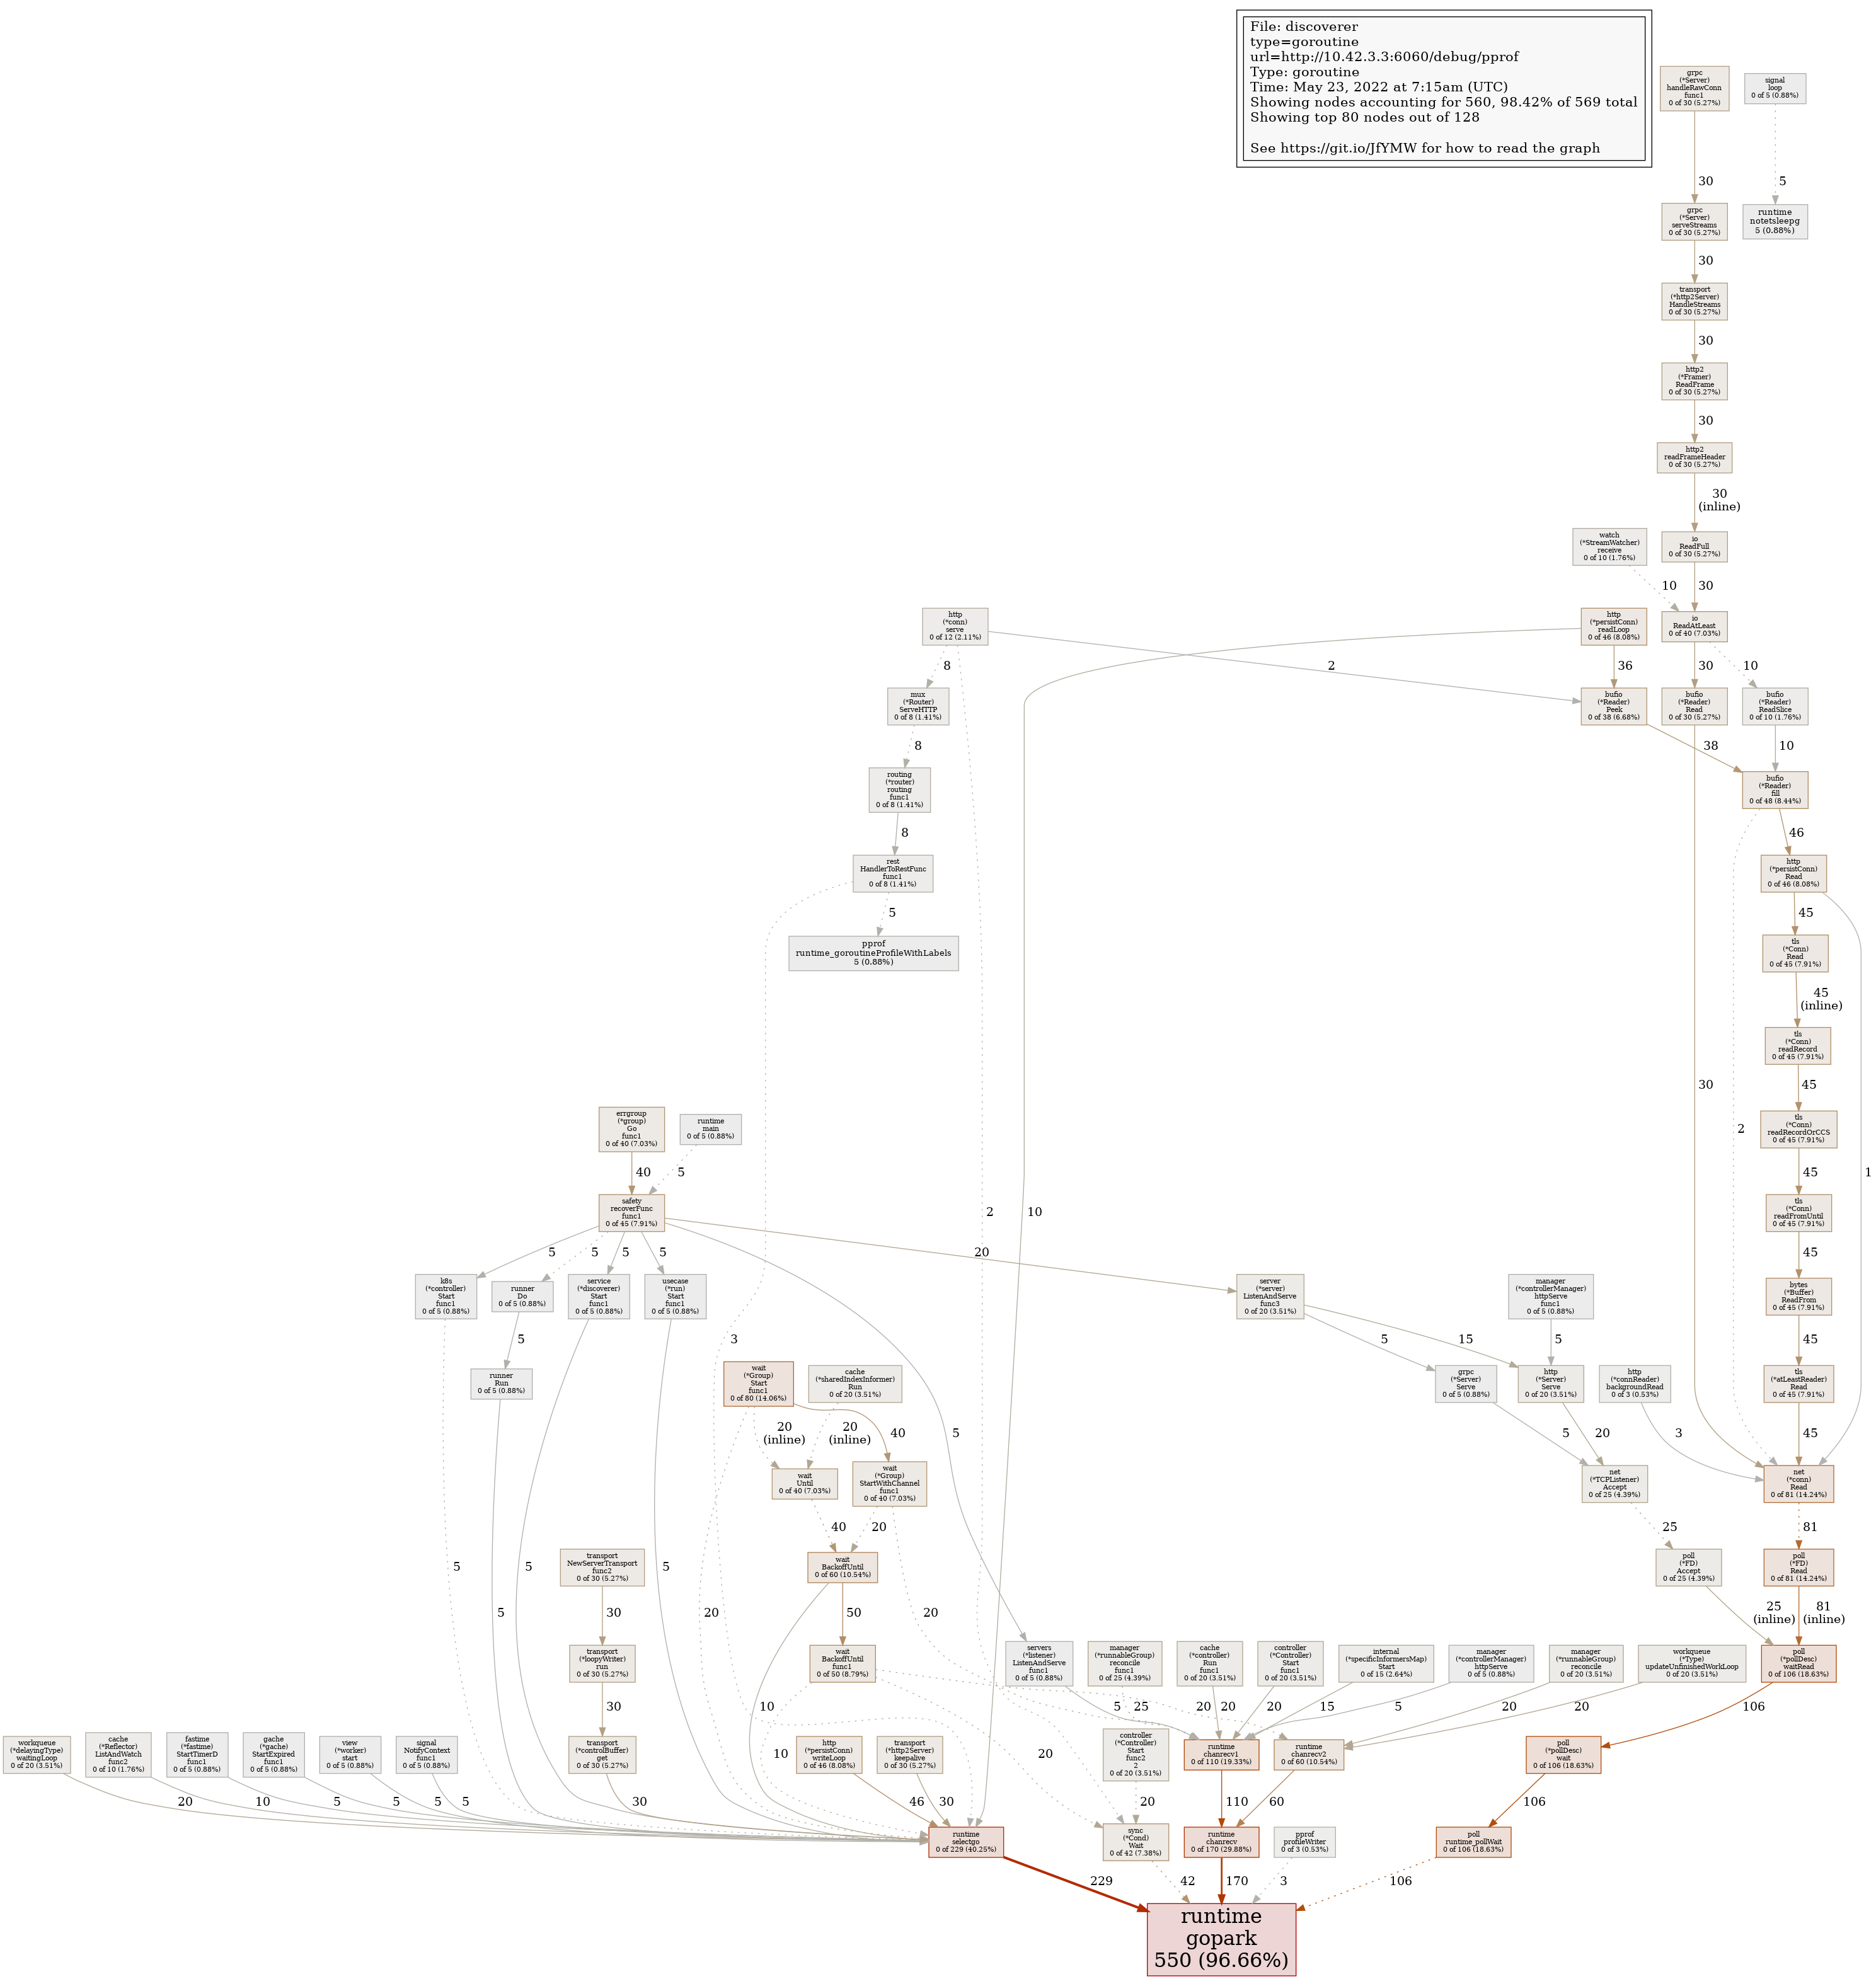 File: discoverer
type=goroutine
url=http://10.42.3.3:6060/debug/pprof
Type: goroutine
Time: May 23, 2022 at 7:15am (UTC)
Showing nodes accounting for 560, 98.42% of 569 total
Showing top 80 nodes out of 128
See https://git.io/JfYMW for how to read the graph
grpc
(*Server)
handleRawConn
func1
0 of 30 (5.27%)
signal
loop
0 of 5 (0.88%)
30
5
grpc
(*Server)
serveStreams
0 of 30 (5.27%)
runtime
notetsleepg
5 (0.88%)
30
transport
(*http2Server)
HandleStreams
0 of 30 (5.27%)
30
http2
(*Framer)
ReadFrame
0 of 30 (5.27%)
30
http2
readFrameHeader
0 of 30 (5.27%)
30
(inline)
watch
(*StreamWatcher)
receive
0 of 10 (1.76%)
io
ReadFull
0 of 30 (5.27%)
10
30
http
(*conn)
serve
0 of 12 (2.11%)
http
(*persistConn)
readLoop
0 of 46 (8.08%)
io
ReadAtLeast
0 of 40 (7.03%)
8
2
36
30
10
mux
(*Router)
ServeHTTP
0 of 8 (1.41%)
bufio
(*Reader)
Peek
0 of 38 (6.68%)
bufio
(*Reader)
Read
0 of 30 (5.27%)
bufio
(*Reader)
ReadSlice
0 of 10 (1.76%)
8
38
10
routing
(*router)
routing
func1
0 of 8 (1.41%)
bufio
(*Reader)
fill
0 of 48 (8.44%)
8
46
rest
HandlerToRestFunc
func1
0 of 8 (1.41%)
http
(*persistConn)
Read
0 of 46 (8.08%)
5
45
pprof
runtime_goroutineProfileWithLabels
5 (0.88%)
tls
(*Conn)
Read
0 of 45 (7.91%)
45
(inline)
tls
(*Conn)
readRecord
0 of 45 (7.91%)
45
errgroup
(*group)
Go
func1
0 of 40 (7.03%)
runtime
main
0 of 5 (0.88%)
30
2
tls
(*Conn)
readRecordOrCCS
0 of 45 (7.91%)
40
5
45
1
safety
recoverFunc
func1
0 of 45 (7.91%)
2
10
tls
(*Conn)
readFromUntil
0 of 45 (7.91%)
5
5
5
5
20
45
k8s
(*controller)
Start
func1
0 of 5 (0.88%)
runner
Do
0 of 5 (0.88%)
service
(*discoverer)
Start
func1
0 of 5 (0.88%)
usecase
(*run)
Start
func1
0 of 5 (0.88%)
server
(*server)
ListenAndServe
func3
0 of 20 (3.51%)
manager
(*controllerManager)
httpServe
func1
0 of 5 (0.88%)
bytes
(*Buffer)
ReadFrom
0 of 45 (7.91%)
5
3
5
15
5
45
runner
Run
0 of 5 (0.88%)
wait
(*Group)
Start
func1
0 of 80 (14.06%)
cache
(*sharedIndexInformer)
Run
0 of 20 (3.51%)
grpc
(*Server)
Serve
0 of 5 (0.88%)
http
(*Server)
Serve
0 of 20 (3.51%)
http
(*connReader)
backgroundRead
0 of 3 (0.53%)
tls
(*atLeastReader)
Read
0 of 45 (7.91%)
20
(inline)
20
(inline)
40
5
5
20
3
45
wait
Until
0 of 40 (7.03%)
wait
(*Group)
StartWithChannel
func1
0 of 40 (7.03%)
net
(*TCPListener)
Accept
0 of 25 (4.39%)
net
(*conn)
Read
0 of 81 (14.24%)
40
20
25
81
transport
NewServerTransport
func2
0 of 30 (5.27%)
wait
BackoffUntil
0 of 60 (10.54%)
poll
(*FD)
Accept
0 of 25 (4.39%)
poll
(*FD)
Read
0 of 81 (14.24%)
5
5
5
5
30
20
50
20
25
(inline)
81
(inline)
transport
(*loopyWriter)
run
0 of 30 (5.27%)
wait
BackoffUntil
func1
0 of 50 (8.79%)
servers
(*listener)
ListenAndServe
func1
0 of 5 (0.88%)
manager
(*runnableGroup)
reconcile
func1
0 of 25 (4.39%)
cache
(*controller)
Run
func1
0 of 20 (3.51%)
controller
(*Controller)
Start
func1
0 of 20 (3.51%)
internal
(*specificInformersMap)
Start
0 of 15 (2.64%)
manager
(*controllerManager)
httpServe
0 of 5 (0.88%)
manager
(*runnableGroup)
reconcile
0 of 20 (3.51%)
workqueue
(*Type)
updateUnfinishedWorkLoop
0 of 20 (3.51%)
poll
(*pollDesc)
waitRead
0 of 106 (18.63%)
30
10
5
25
20
20
20
15
5
20
20
106
workqueue
(*delayingType)
waitingLoop
0 of 20 (3.51%)
cache
(*Reflector)
ListAndWatch
func2
0 of 10 (1.76%)
fastime
(*fastime)
StartTimerD
func1
0 of 5 (0.88%)
gache
(*gache)
StartExpired
func1
0 of 5 (0.88%)
view
(*worker)
start
0 of 5 (0.88%)
signal
NotifyContext
func1
0 of 5 (0.88%)
transport
(*controlBuffer)
get
0 of 30 (5.27%)
http
(*persistConn)
writeLoop
0 of 46 (8.08%)
transport
(*http2Server)
keepalive
0 of 30 (5.27%)
controller
(*Controller)
Start
func2
2
0 of 20 (3.51%)
runtime
chanrecv1
0 of 110 (19.33%)
runtime
chanrecv2
0 of 60 (10.54%)
poll
(*pollDesc)
wait
0 of 106 (18.63%)
20
10
5
5
5
5
30
10
46
30
20
20
110
60
106
runtime
selectgo
0 of 229 (40.25%)
sync
(*Cond)
Wait
0 of 42 (7.38%)
runtime
chanrecv
0 of 170 (29.88%)
pprof
profileWriter
0 of 3 (0.53%)
poll
runtime_pollWait
0 of 106 (18.63%)
229
42
170
3
106
runtime
gopark
550 (96.66%)